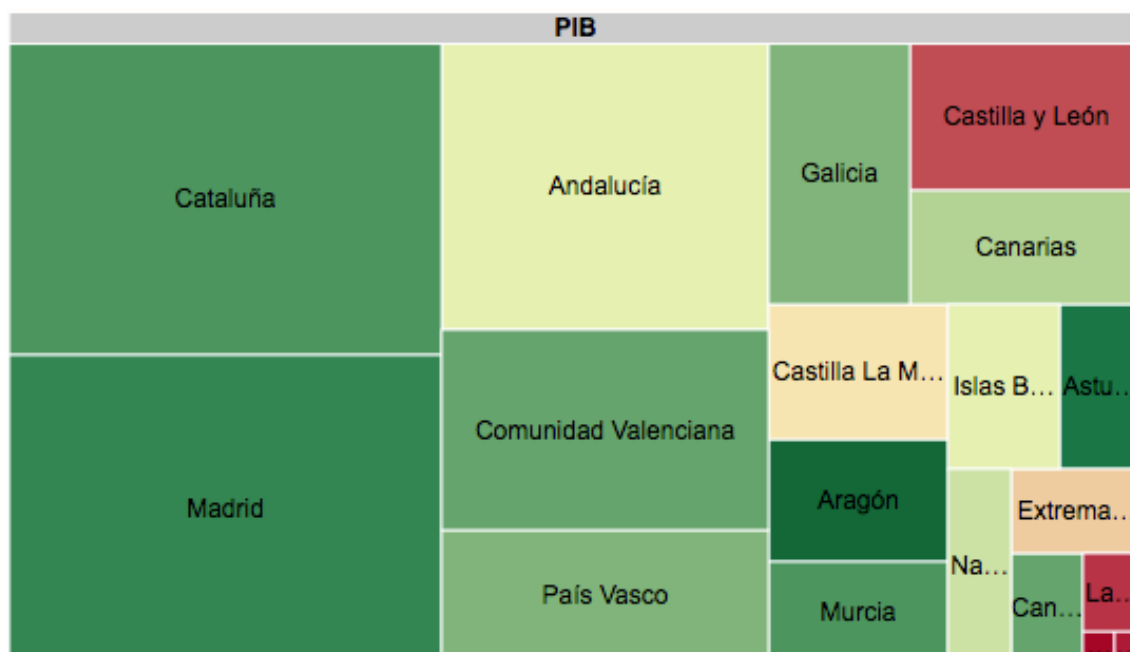 PIB
Cataluña
Andalucía
Galicia
Castilla y León
Canarias
Castilla La M...
Islas B...
Astu...
Comunidad Valenciana
Madrid
Aragón
Extrema...
País Vasco
Murcia
Na...
Can...
La...